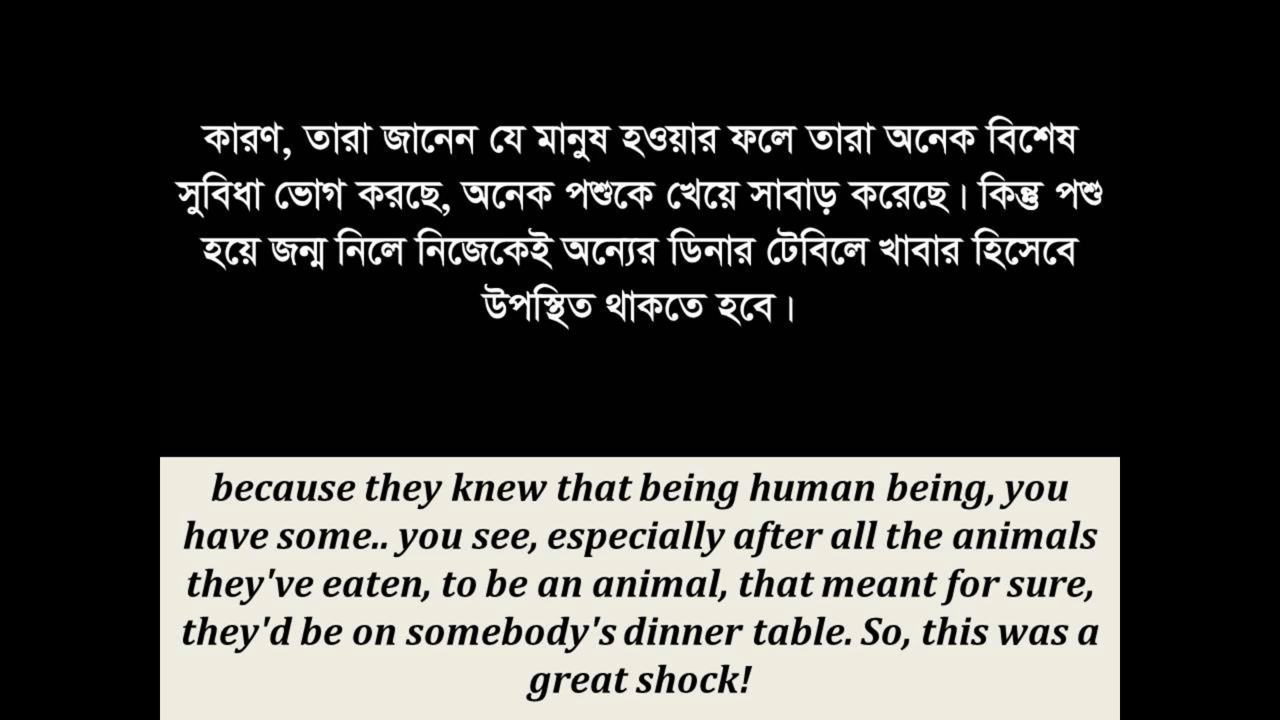 কারণ, তারা জানেন যে মানুষ হওয়ার ফলে তারা অনেক বিশেষ
সুবিধা ভোগ করছে, অনেক পশুকে খেয়ে সাবাড় করেছে। কিন্তু পশু
হয়ে জন্ম নিলে নিজেকেই অন্যের ডিনার টেবিলে খাবার হিসেবে
উপস্থিত থাকতে হবে।
because they knew that being human being, you
have some.. you see, especially after all the animals
they've eaten, to be an animal, that meant for sure,
they'd be on somebody's dinner table. So, this was a
great shock!